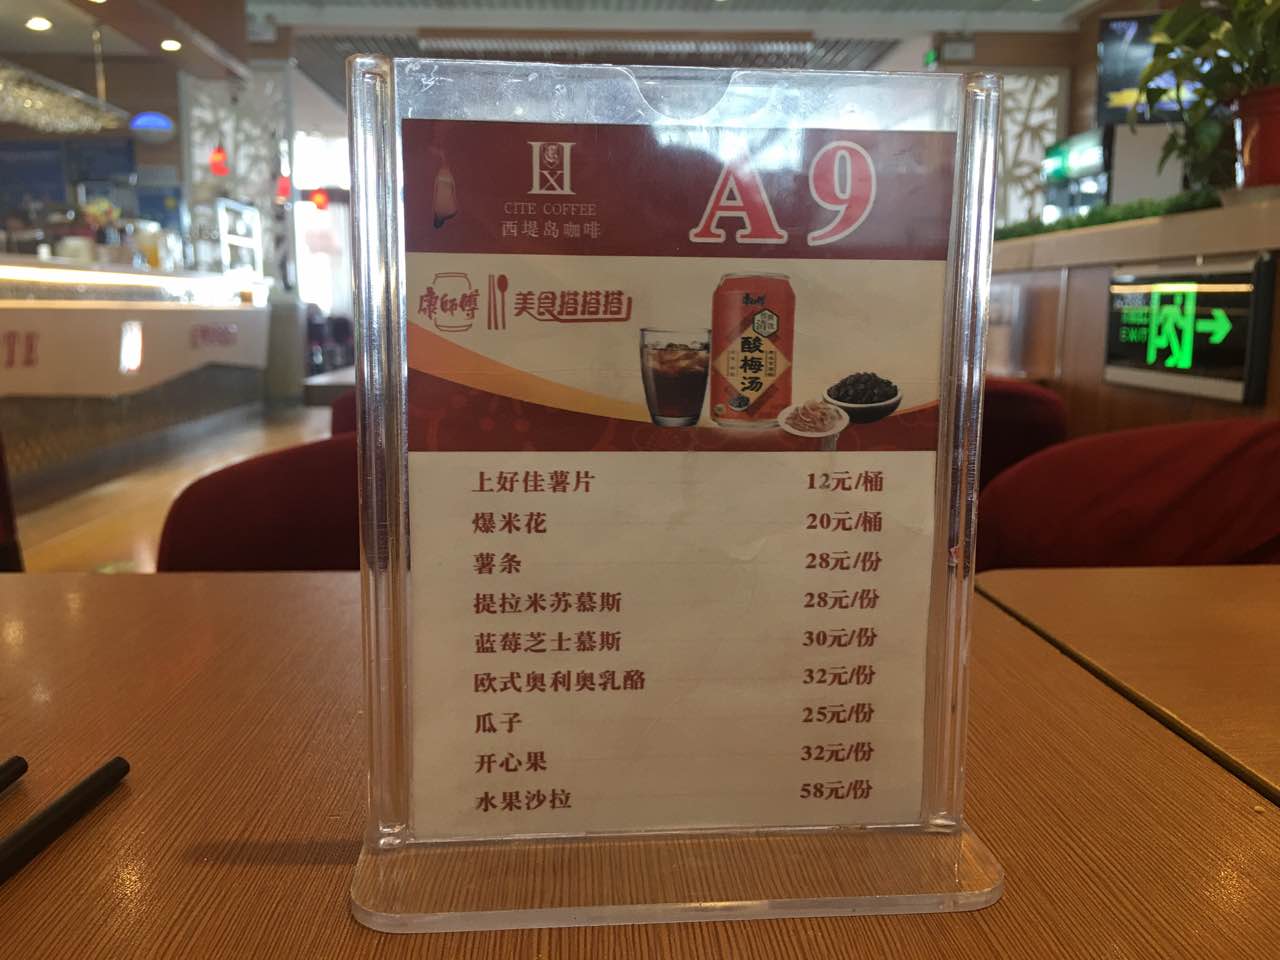 CITE COFFEE
西堤岛咖啡
A9
康师傅 美食搭搭搭
康师傅
酸梅汤
上好佳薯片 12元/桶
爆米花 20元/桶
薯条 28元/份
提拉米苏慕斯 28元/份
蓝莓芝士慕斯 30元/份
欧式奥利奥乳酪 32元/份
瓜子 25元/份
开心果 32元/份
水果沙拉 58元/份
EXIT